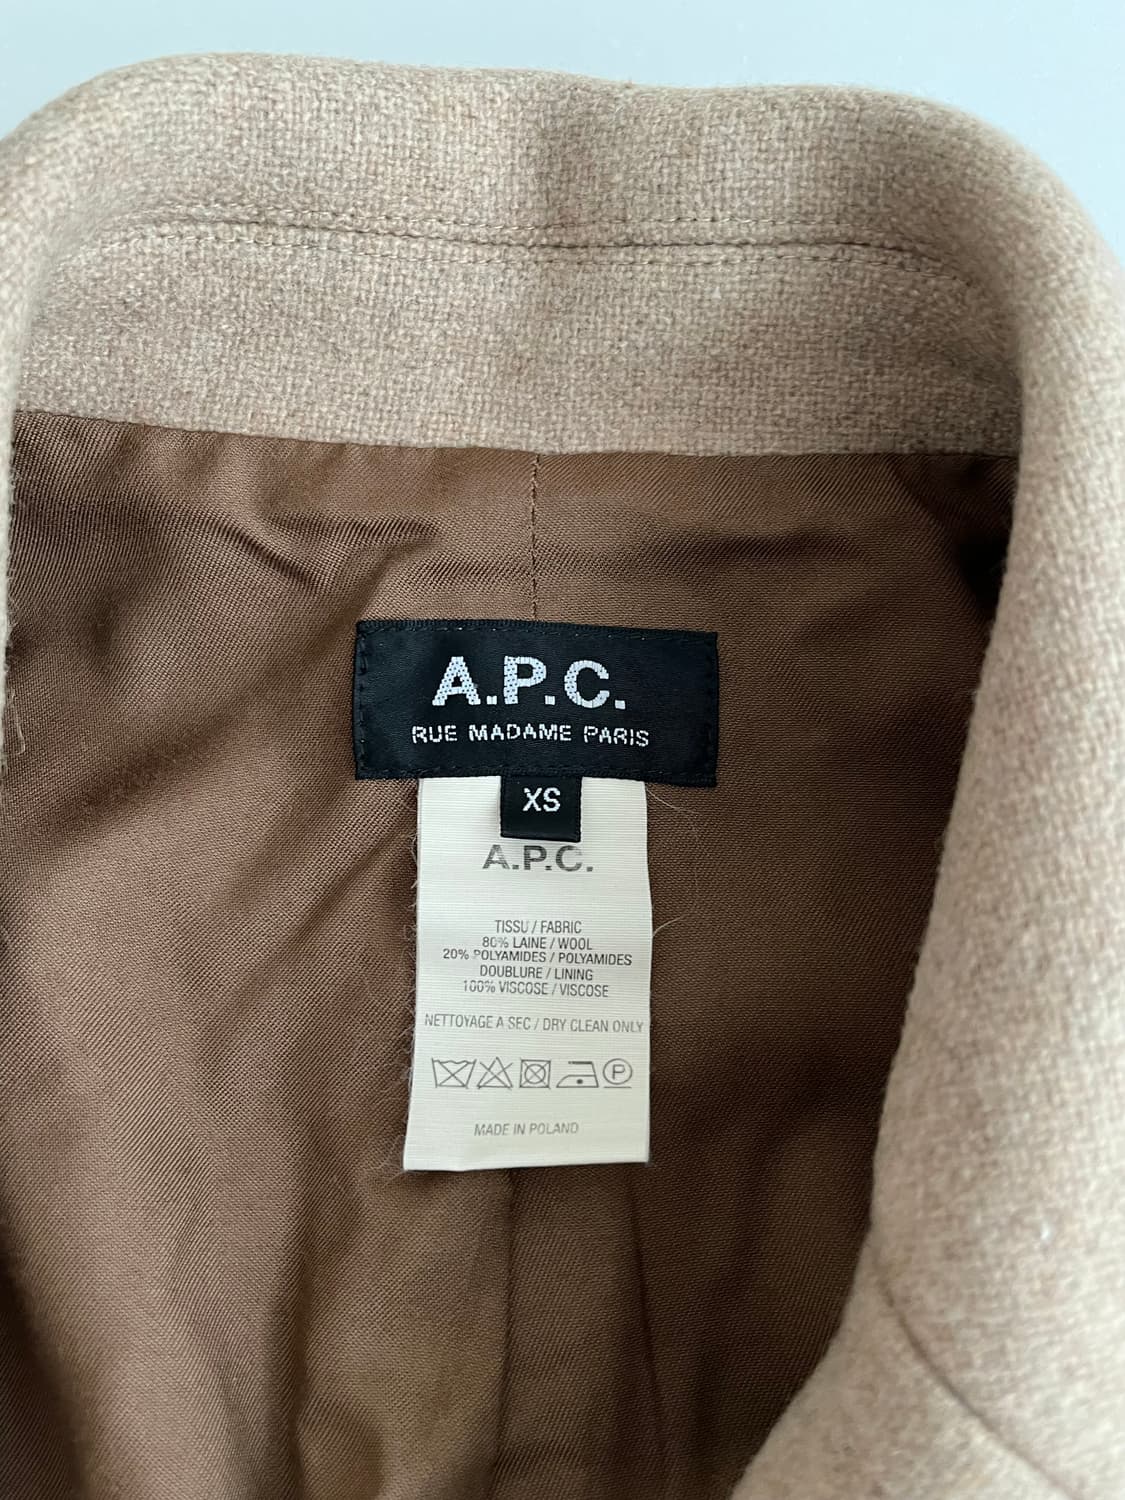 A.P.C.
RUE MADAME PARIS
XS
A.P.C.
TISSU / FABRIC
80% LAINE / WOOL
20% POLYAMIDES / POLYAMIDES
DOUBLURE / LINING
100% VISCOSE / VISCOSE
NETTOYAGE A SEC / DRY CLEAN ONLY
P
MADE IN POLAND